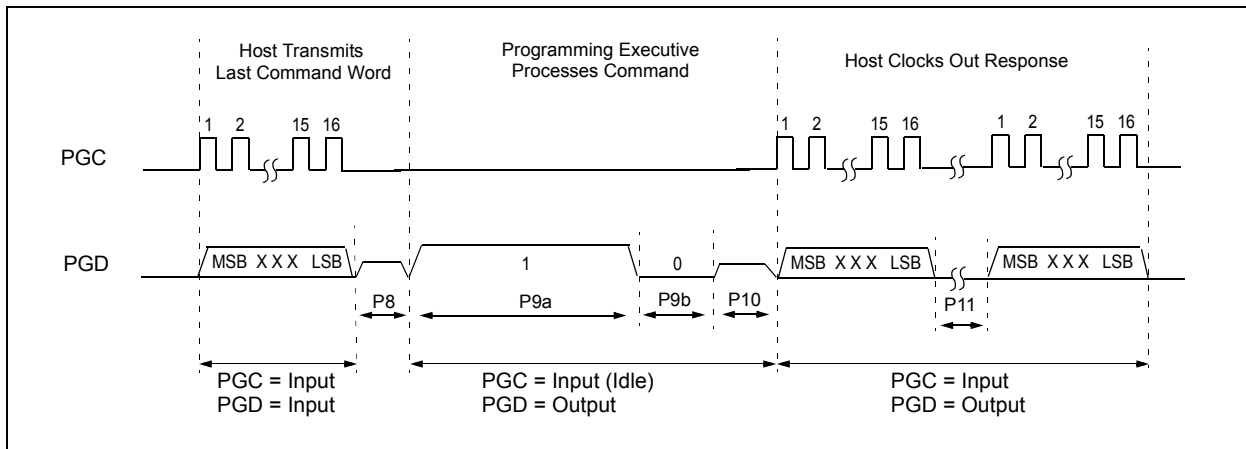 Host Transmits
Last Command Word
Programming Executive
Processes Command
Host Clocks Out Response
1 2 15 16 1 2 15 16 1 2 15 16
PGC
PGD
MSB X X X LSB 1 0 MSB X X X LSB MSB X X X LSB
P8 P9a P9b P10 P11
PGC = Input PGC = Input (Idle) PGC = Input
PGD = Input PGD = Output PGD = Output